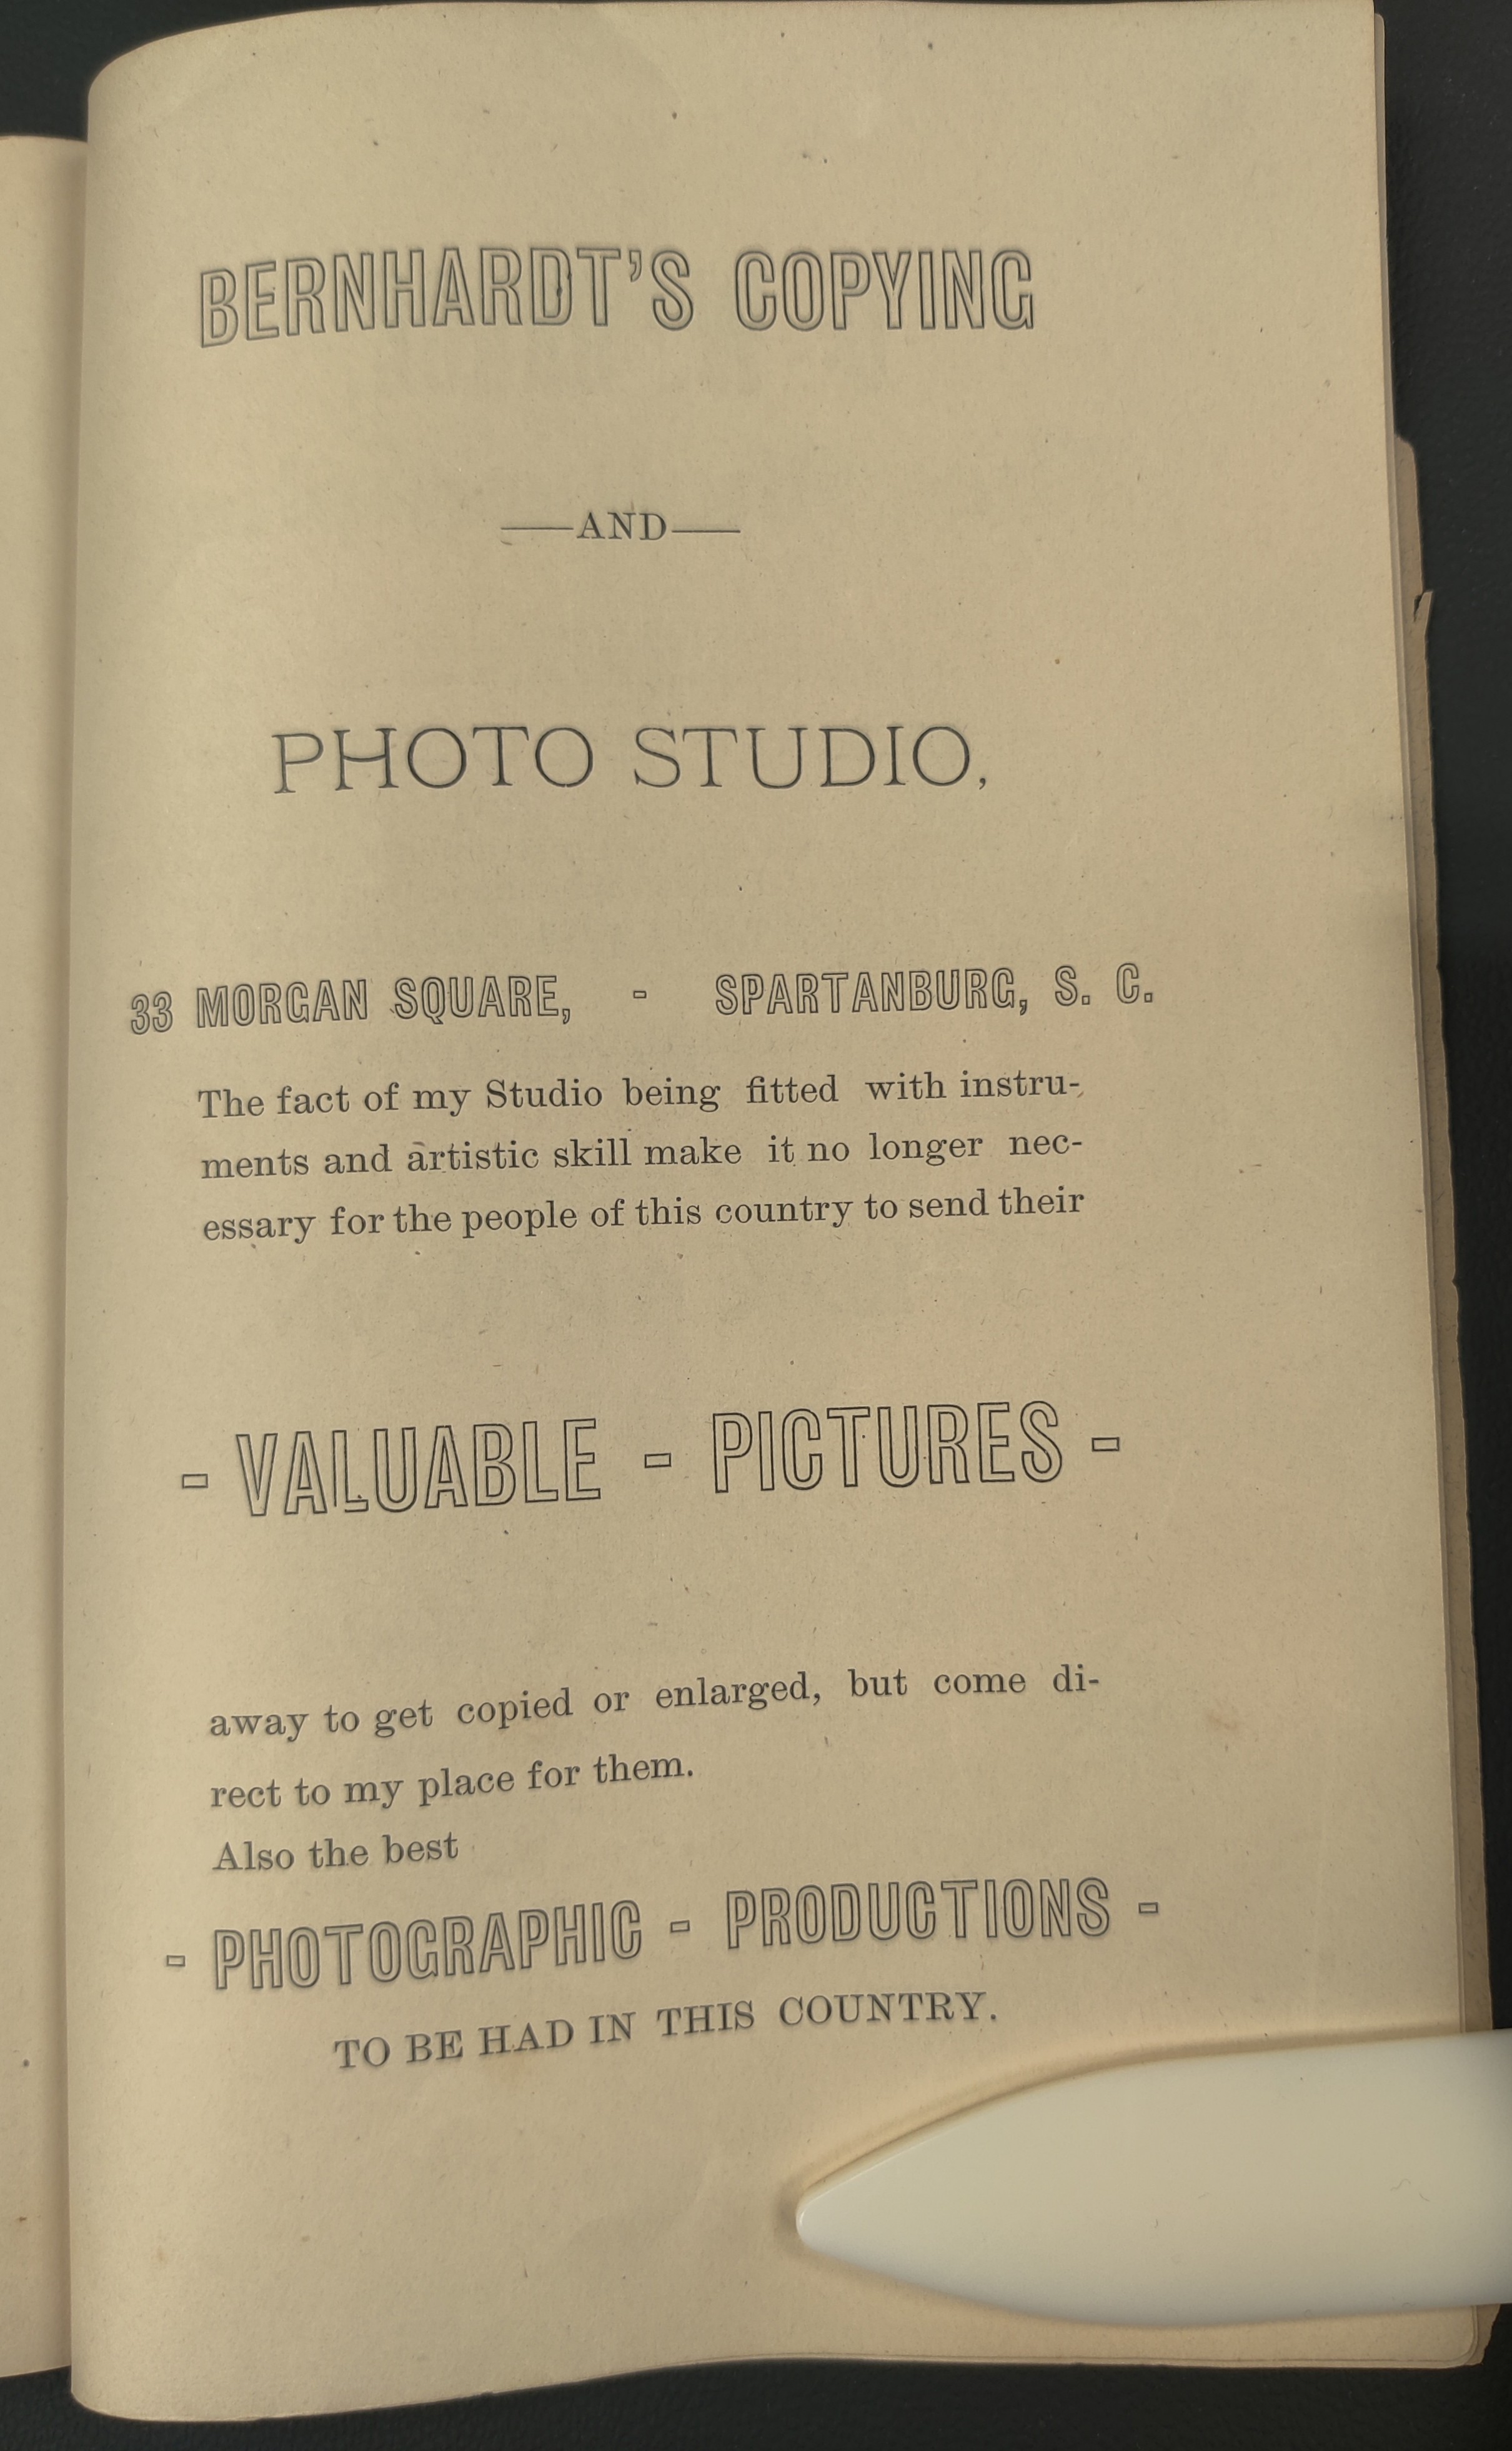 BERNHARDT'S COPYING
——AND——
PHOTO STUDIO,
33 MORGAN SQUARE, - SPARTANBURG, S. C.
The fact of my Studio being fitted with instru-
ments and artistic skill make it no longer nec-
essary for the people of this country to send their
- VALUABLE - PICTURES -
away to get copied or enlarged, but come di-
rect to my place for them.
Also the best
- PHOTOGRAPHIC - PRODUCTIONS -
TO BE HAD IN THIS COUNTRY.